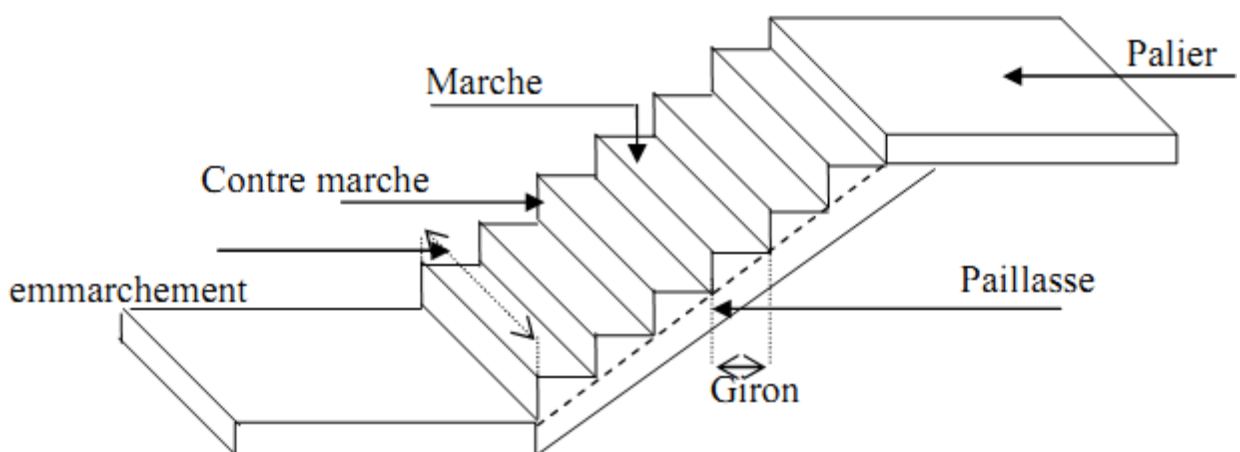 Palier
Marche
Contre marche
emmarchement
Paillasse
Giron